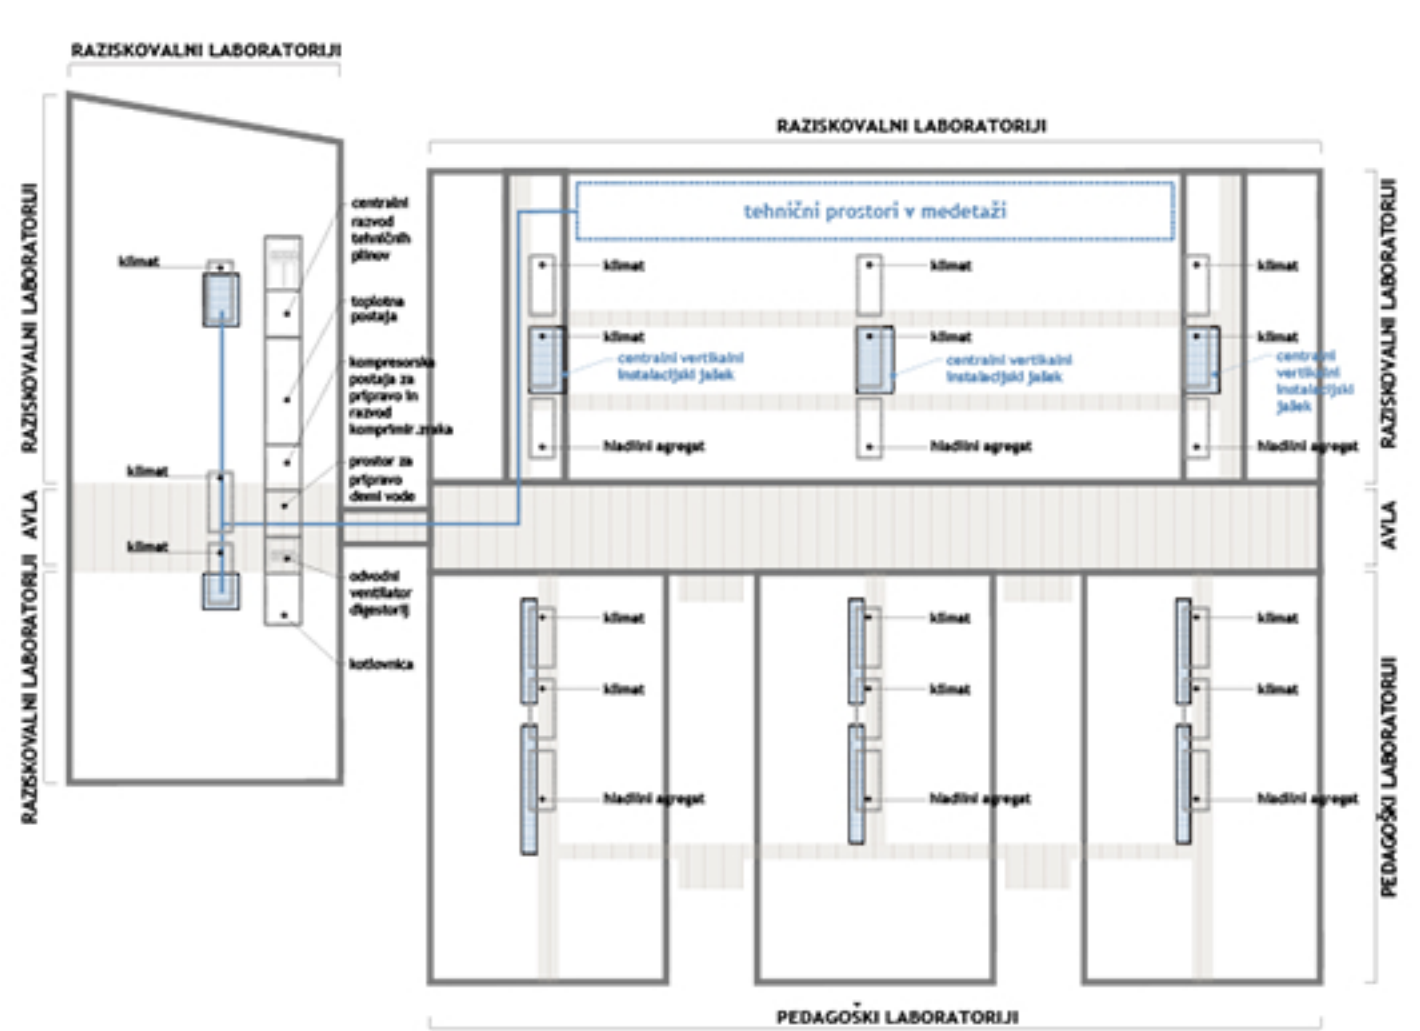 RAZISKOVALNI LABORATORIJI
RAZISKOVALNI LABORATORIJI
RAZISKOVALNI LABORATORIJI
AVLA
RAZISKOVALNI LABORATORIJI
klimat
klimat
klimat
centralni
razvod
tehničnih
plinov
toplotna
postaja
kompresorska
postaja za
pripravo in
razvod
komprimir.zraka
prostor za
pripravo
demi vode
odvodni
ventilator
digestorij
kotlovnica
tehnični prostori v medetaži
klimat
klimat
klimat
klimat
klimat
klimat
centralni vertikalni
instalacijski jašek
centralni vertikalni
instalacijski jašek
centralni
vertikalni
instalacijski
jašek
hladilni agregat
hladilni agregat
hladilni agregat
RAZISKOVALNI LABORATORIJI
AVLA
PEDAGOŠKI LABORATORIJI
klimat
klimat
klimat
klimat
klimat
klimat
hladilni agregat
hladilni agregat
hladilni agregat
PEDAGOŠKI LABORATORIJI